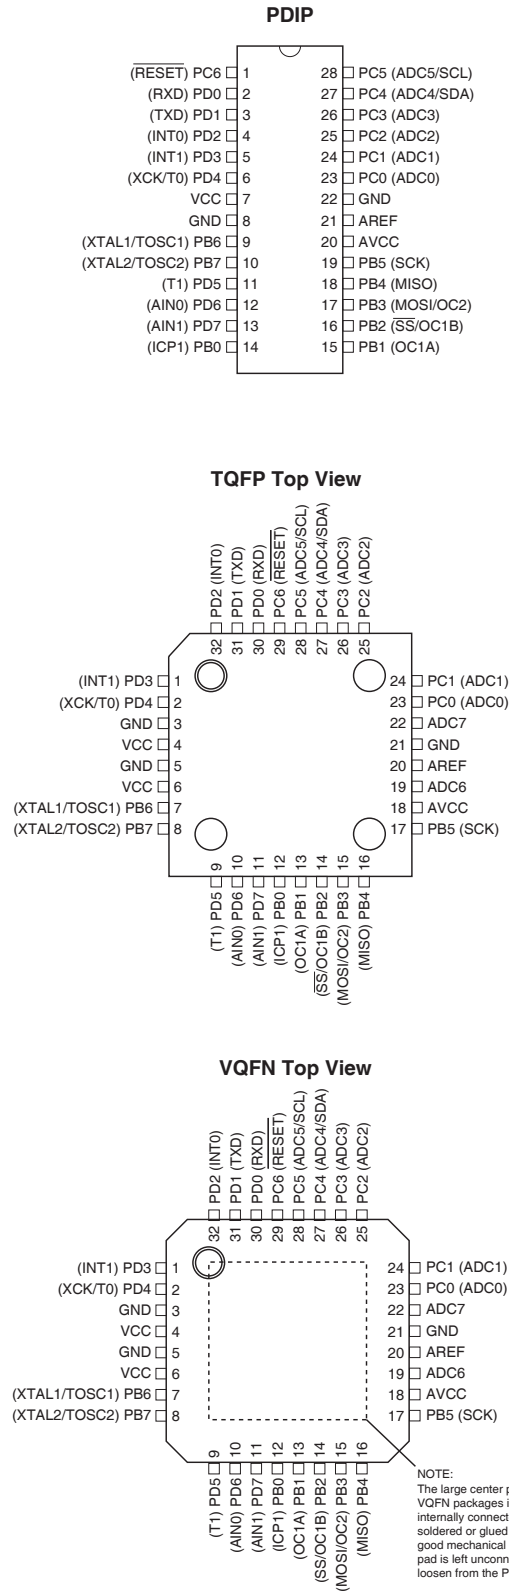 PDIP
(RESET) PC6 1 28 PC5 (ADC5/SCL)
(RXD) PD0 2 27 PC4 (ADC4/SDA)
(TXD) PD1 3 26 PC3 (ADC3)
(INT0) PD2 4 25 PC2 (ADC2)
(INT1) PD3 5 24 PC1 (ADC1)
(XCK/T0) PD4 6 23 PC0 (ADC0)
VCC 7 22 GND
GND 8 21 AREF
(XTAL1/TOSC1) PB6 9 20 AVCC
(XTAL2/TOSC2) PB7 10 19 PB5 (SCK)
(T1) PD5 11 18 PB4 (MISO)
(AIN0) PD6 12 17 PB3 (MOSI/OC2)
(AIN1) PD7 13 16 PB2 (SS/OC1B)
(ICP1) PB0 14 15 PB1 (OC1A)
TQFP Top View
32 PD2 (INT0)
31 PD1 (TXD)
30 PD0 (RXD)
29 PC6 (RESET)
28 PC5 (ADC5/SCL)
27 PC4 (ADC4/SDA)
26 PC3 (ADC3)
25 PC2 (ADC2)
(INT1) PD3 1 24 PC1 (ADC1)
(XCK/T0) PD4 2 23 PC0 (ADC0)
GND 3 22 ADC7
VCC 4 21 GND
GND 5 20 AREF
VCC 6 19 ADC6
(XTAL1/TOSC1) PB6 7 18 AVCC
(XTAL2/TOSC2) PB7 8 17 PB5 (SCK)
(T1) PD5 9
(AIN0) PD6 10
(AIN1) PD7 11
(ICP1) PB0 12
(OC1A) PB1 13
(SS/OC1B) PB2 14
(MOSI/OC2) PB3 15
(MISO) PB4 16
VQFN Top View
32 PD2 (INT0)
31 PD1 (TXD)
30 PD0 (RXD)
29 PC6 (RESET)
28 PC5 (ADC5/SCL)
27 PC4 (ADC4/SDA)
26 PC3 (ADC3)
25 PC2 (ADC2)
(INT1) PD3 1 24 PC1 (ADC1)
(XCK/T0) PD4 2 23 PC0 (ADC0)
GND 3 22 ADC7
VCC 4 21 GND
GND 5 20 AREF
VCC 6 19 ADC6
(XTAL1/TOSC1) PB6 7 18 AVCC
(XTAL2/TOSC2) PB7 8 17 PB5 (SCK)
(T1) PD5 9
(AIN0) PD6 10
(AIN1) PD7 11
(ICP1) PB0 12
(OC1A) PB1 13
(SS/OC1B) PB2 14
(MOSI/OC2) PB3 15
(MISO) PB4 16
NOTE:
The large center
VQFN packages
internally
soldered or glued
good mechanical
pad is left
loosen from the